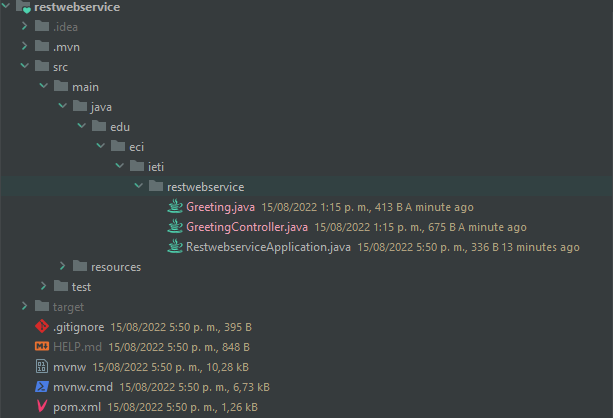 restwebservice
.idea
.mvn
src
main
java
edu
eci
ieti
restwebservice
Greeting.java 15/08/2022 1:15 p. m., 413 B A minute ago
GreetingController.java 15/08/2022 1:15 p. m., 675 B A minute ago
RestwebserviceApplication.java 15/08/2022 5:50 p. m., 336 B 13 minutes ago
resources
test
target
.gitignore 15/08/2022 5:50 p. m., 395 B
HELP.md 15/08/2022 5:50 p. m., 848 B
mvnw 15/08/2022 5:50 p. m., 10,28 kB
mvnw.cmd 15/08/2022 5:50 p. m., 6,73 kB
pom.xml 15/08/2022 5:50 p. m., 1,26 kB